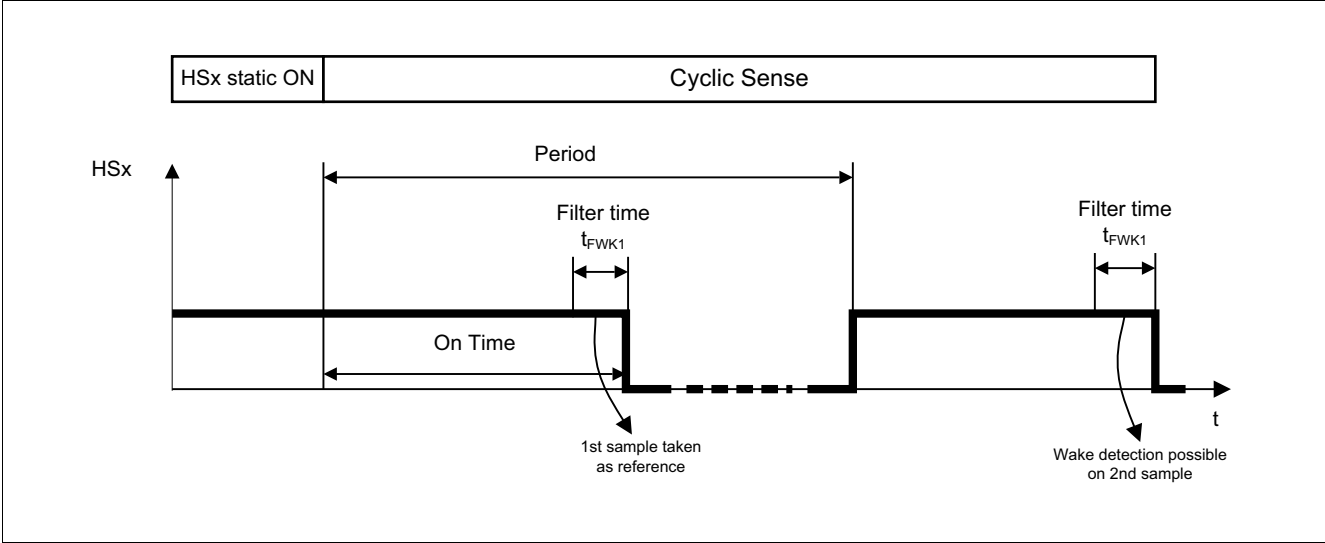 HSx static ON
Cyclic Sense
Period
HSx
Filter time
tFWK1
Filter time
tFWK1
On Time
t
1st sample taken
as reference
Wake detection possible
on 2nd sample